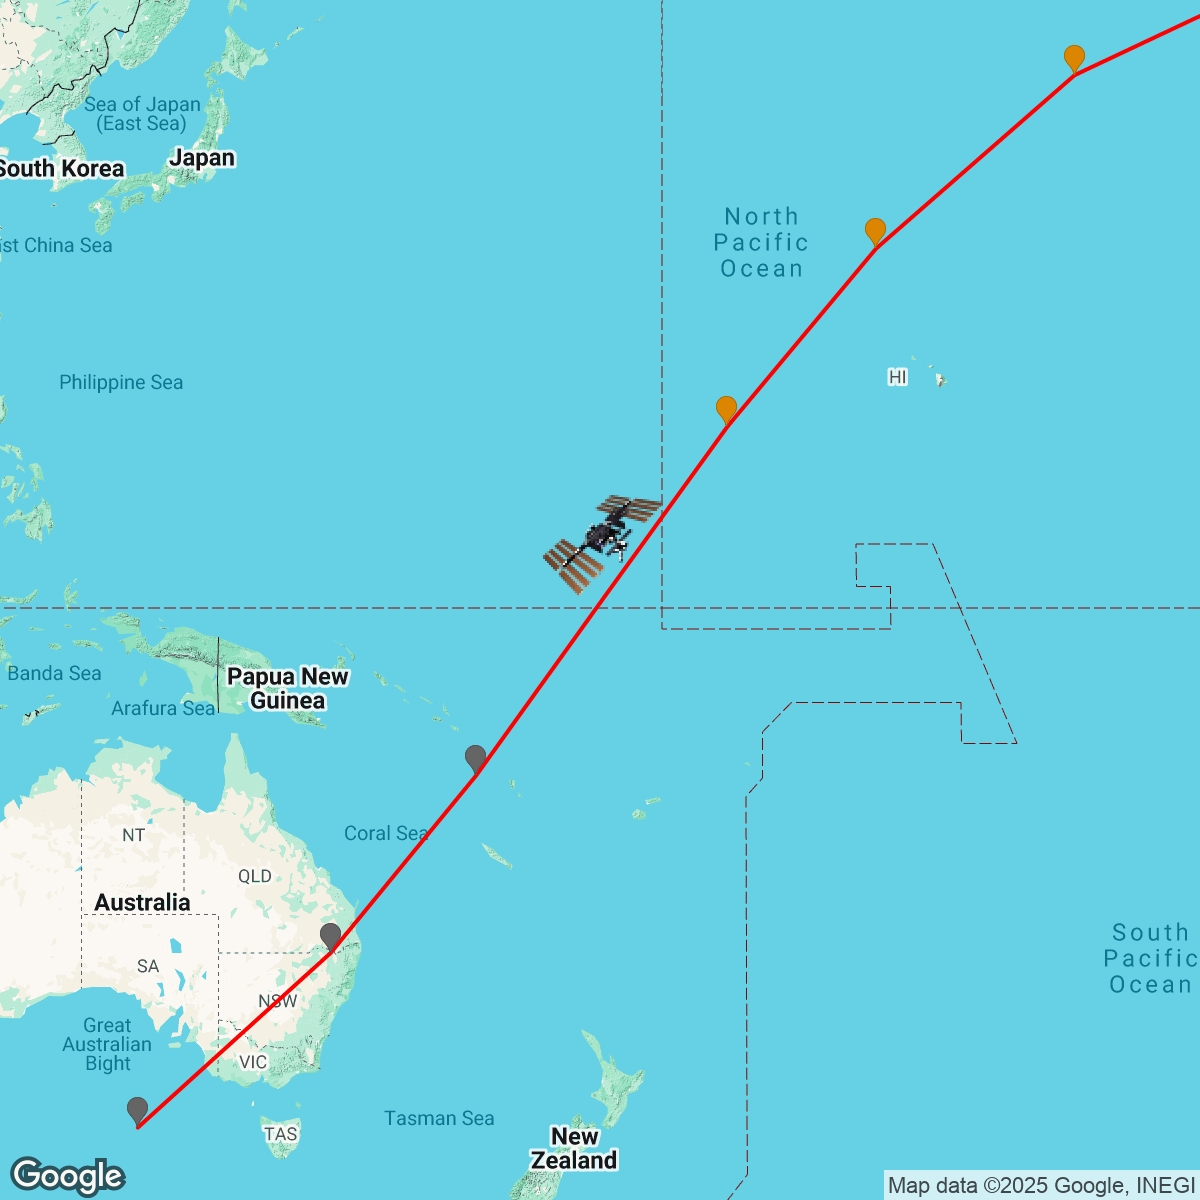 Sea of Japan
(East Sea)
Japan
South Korea
st China Sea
North
Pacific
Ocean
Philippine Sea
HI
Banda Sea
Papua New
Guinea
Arafura Sea
NT
Coral Sea
QLD
Australia
SA
NSW
South
Pacific
Ocean
Great
Australian
Bight
VIC
Tasman Sea
TAS
New
Zealand
Google
Map data ©2025 Google, INEGI